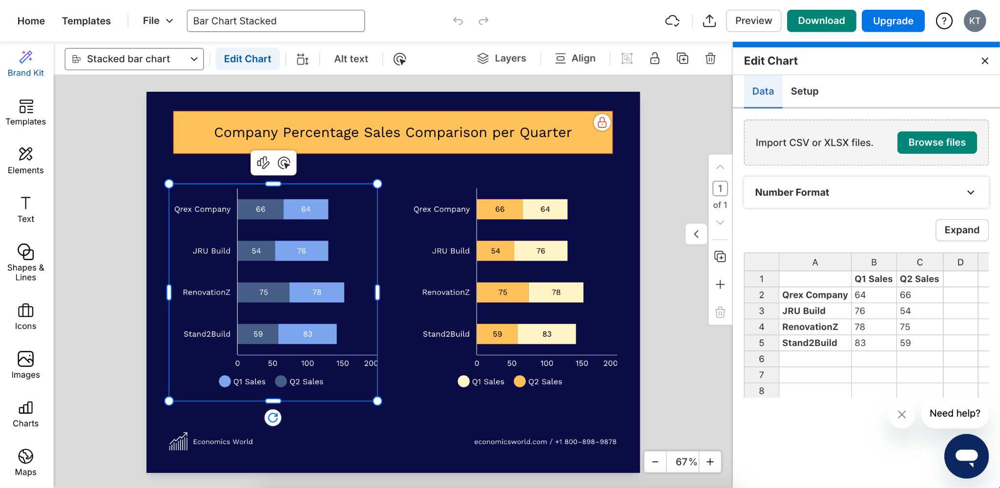 Home Templates File Bar Chart Stacked Preview Download Upgrade ? KT
Stacked bar chart Edit Chart Alt text Layers Align
Brand Kit
Templates
Elements
Text
Shapes &
Lines
Icons
Images
Charts
Maps
Company Percentage Sales Comparison per Quarter
Qrex Company 66 64
JRU Build 54 76
RenovationZ 75 78
Stand2Build 59 83
0 50 100 150 200
Q1 Sales Q2 Sales
Qrex Company 66 64
JRU Build 54 76
RenovationZ 75 78
Stand2Build 59 83
0 50 100 150 200
Q1 Sales Q2 Sales
Economics World
economicsworld.com / +1 800-898-9878
1
of 1
67%
Edit Chart
Data Setup
Import CSV or XLSX files. Browse files
Number Format
Expand
A B C D
1 Q1 Sales Q2 Sales
2 Qrex Company 64 66
3 JRU Build 76 54
4 RenovationZ 78 75
5 Stand2Build 83 59
6
7
8
Need help?